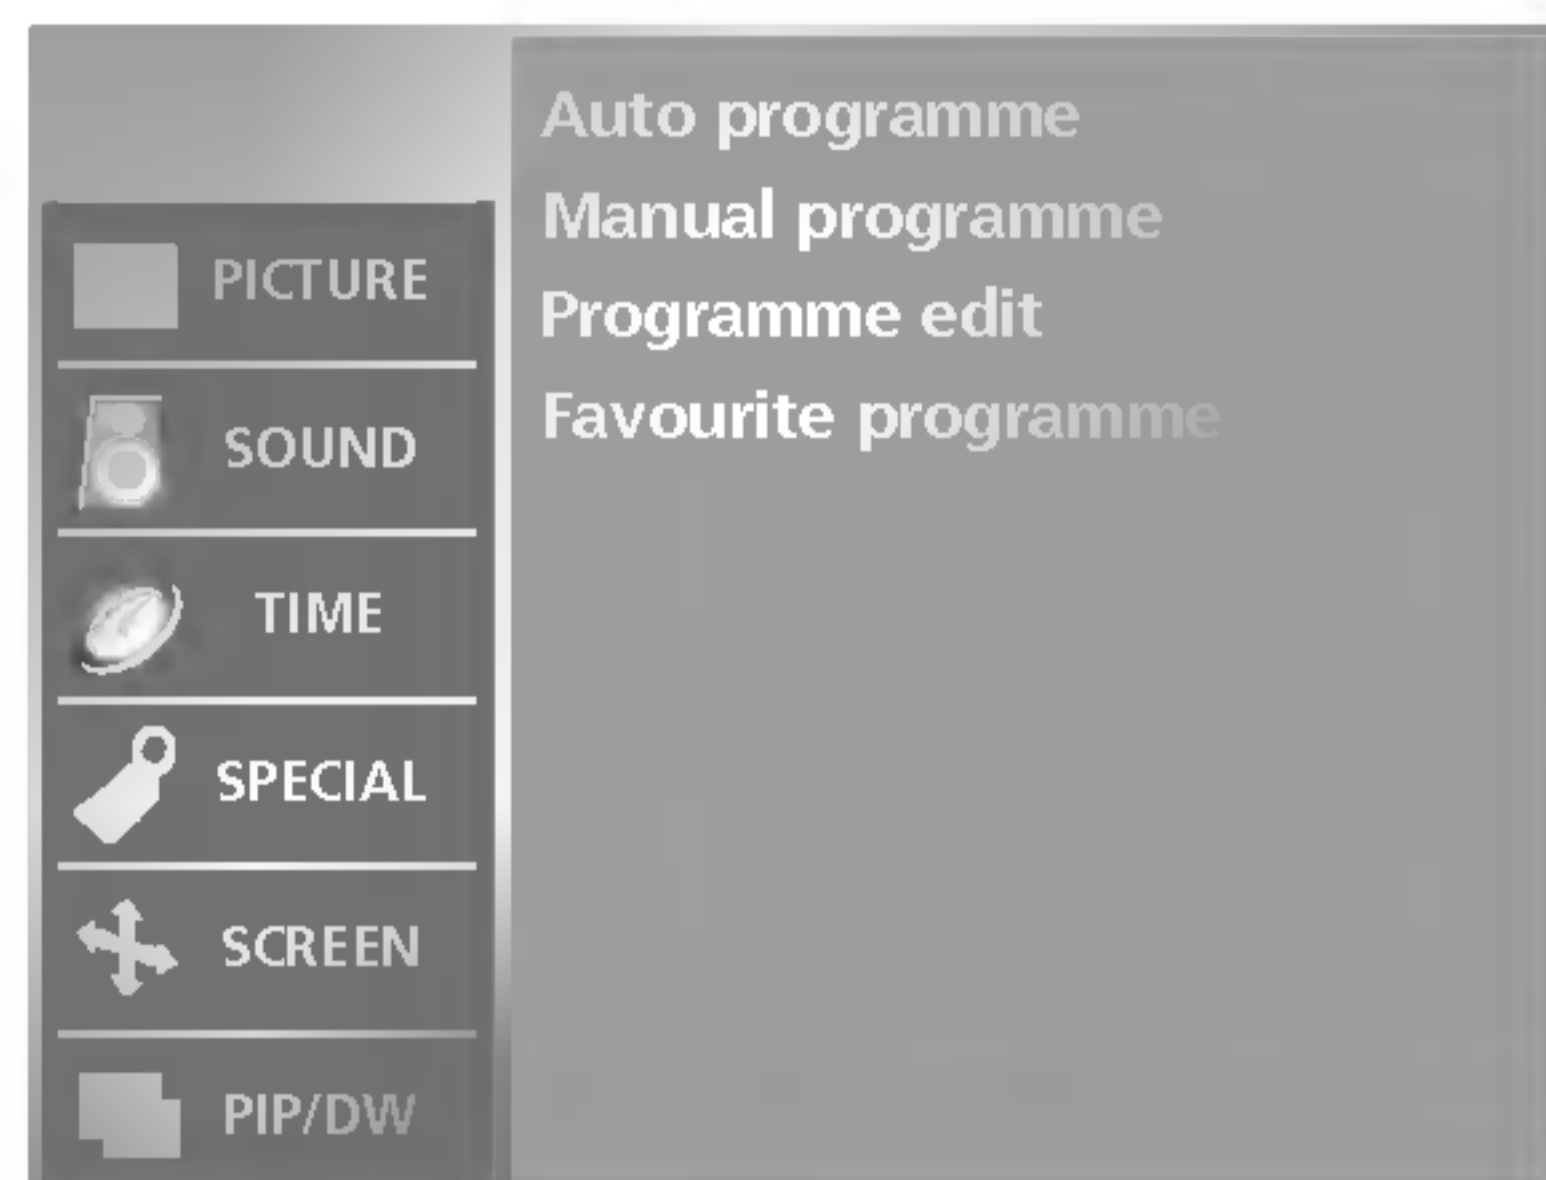 Auto programme
Manual programme
Programme edit
Favourite programme
PICTURE
SOUND
TIME
SPECIAL
SCREEN
PIP/DW